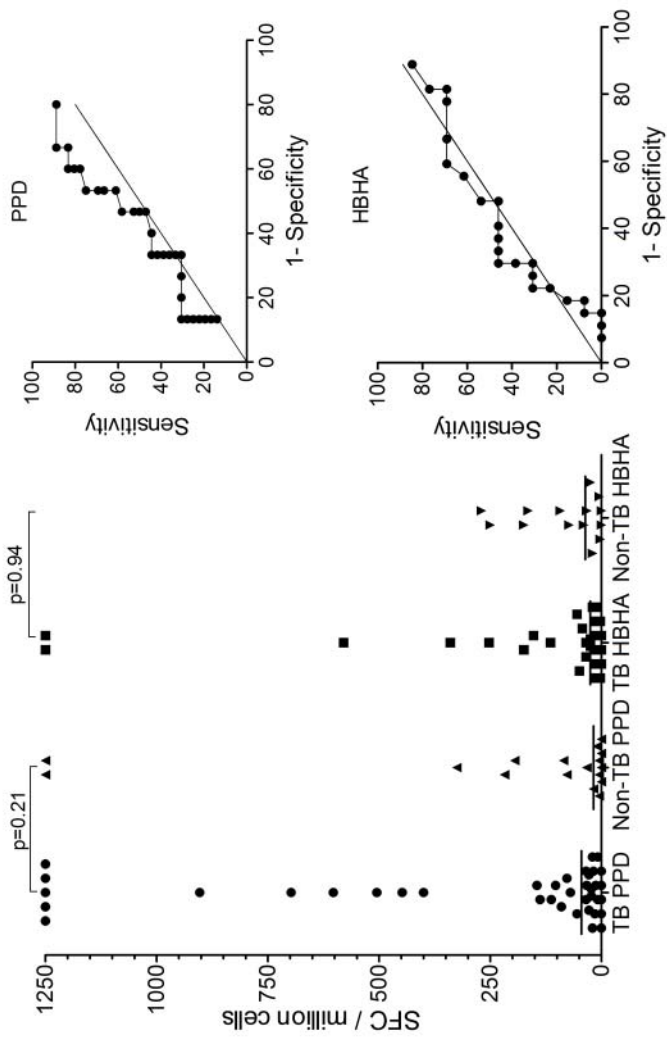 SFC / million cells
1250
1000
750
500
250
0
TB PPD
Non-TB PPD
TB HBHA
Non-TB HBHA
p=0.21
p=0.94
PPD
Sensitivity
100
80
60
40
20
0
0 20 40 60 80 100
1- Specificity
HBHA
Sensitivity
100
80
60
40
20
0
0 20 40 60 80 100
1- Specificity